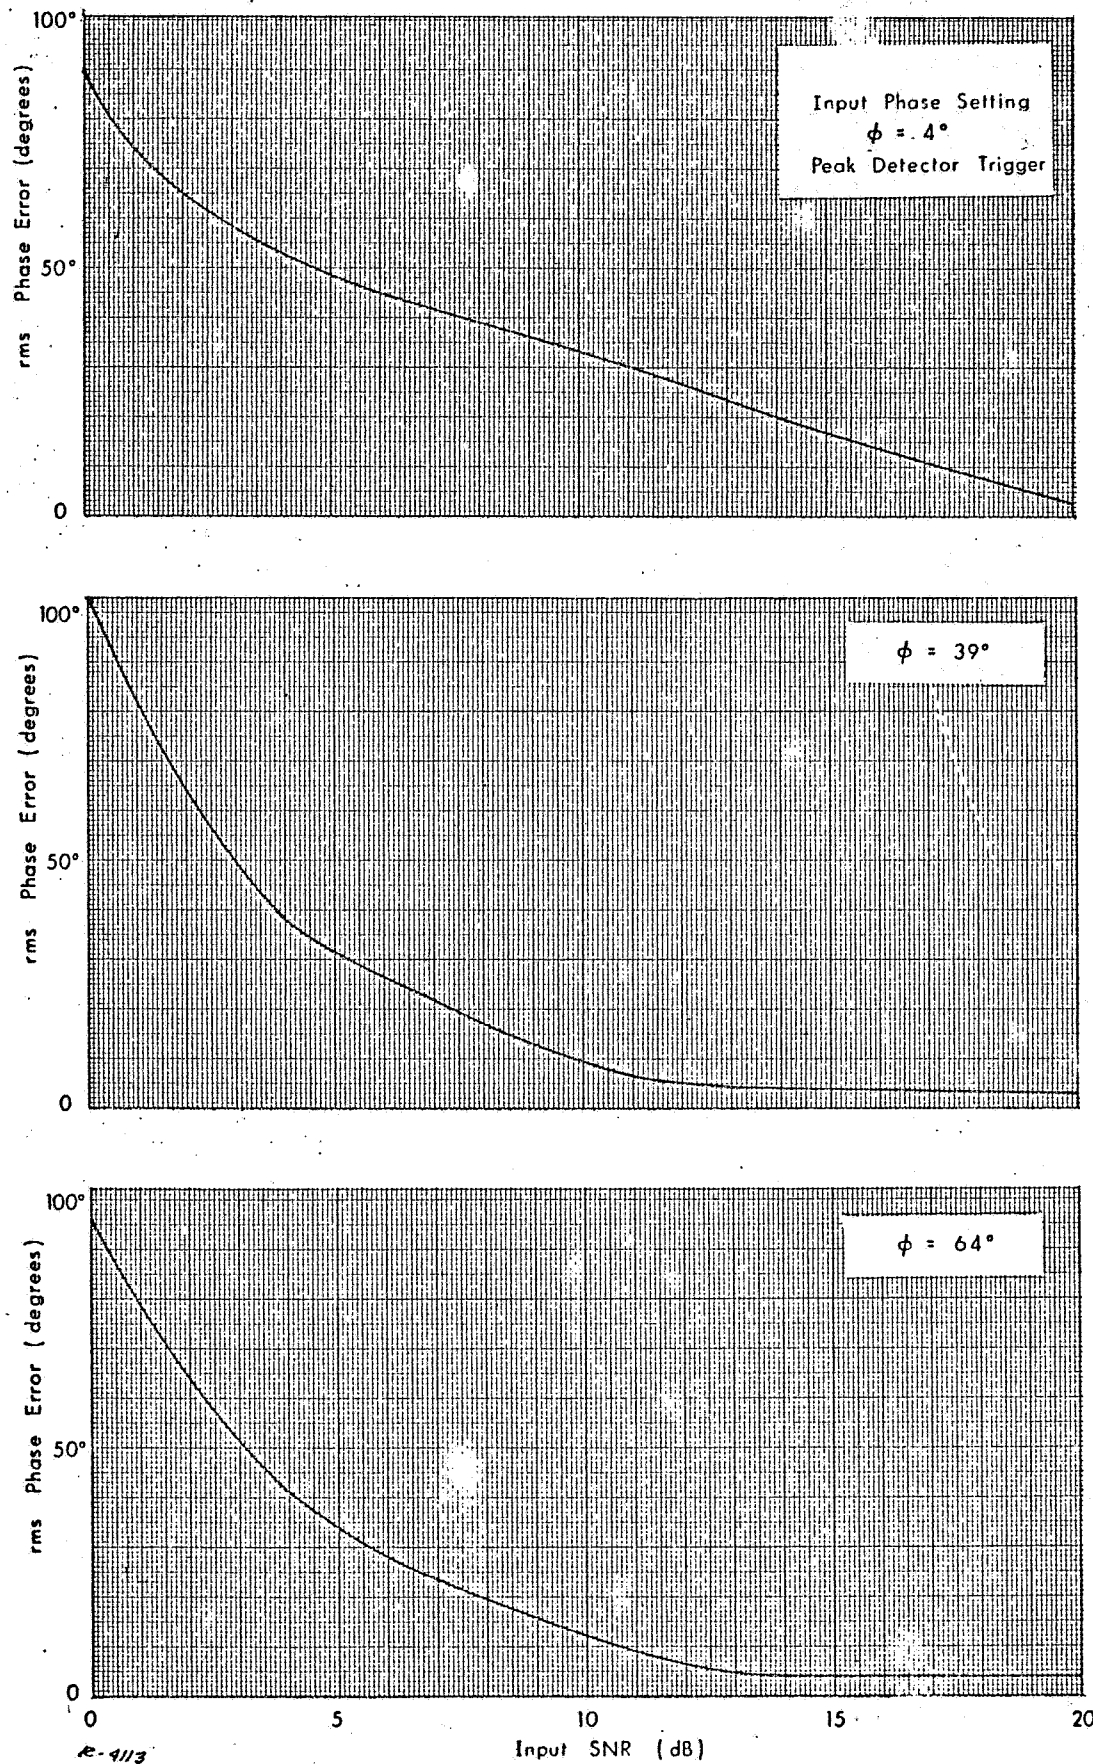 100°
50°
0
rms Phase Error (degrees)
Input Phase Setting
ϕ = 4°
Peak Detector Trigger
100°
50°
0
rms Phase Error (degrees)
ϕ = 39°
100°
50°
0
rms Phase Error (degrees)
ϕ = 64°
0 5 10 15 20
Input SNR (dB)
R-4113